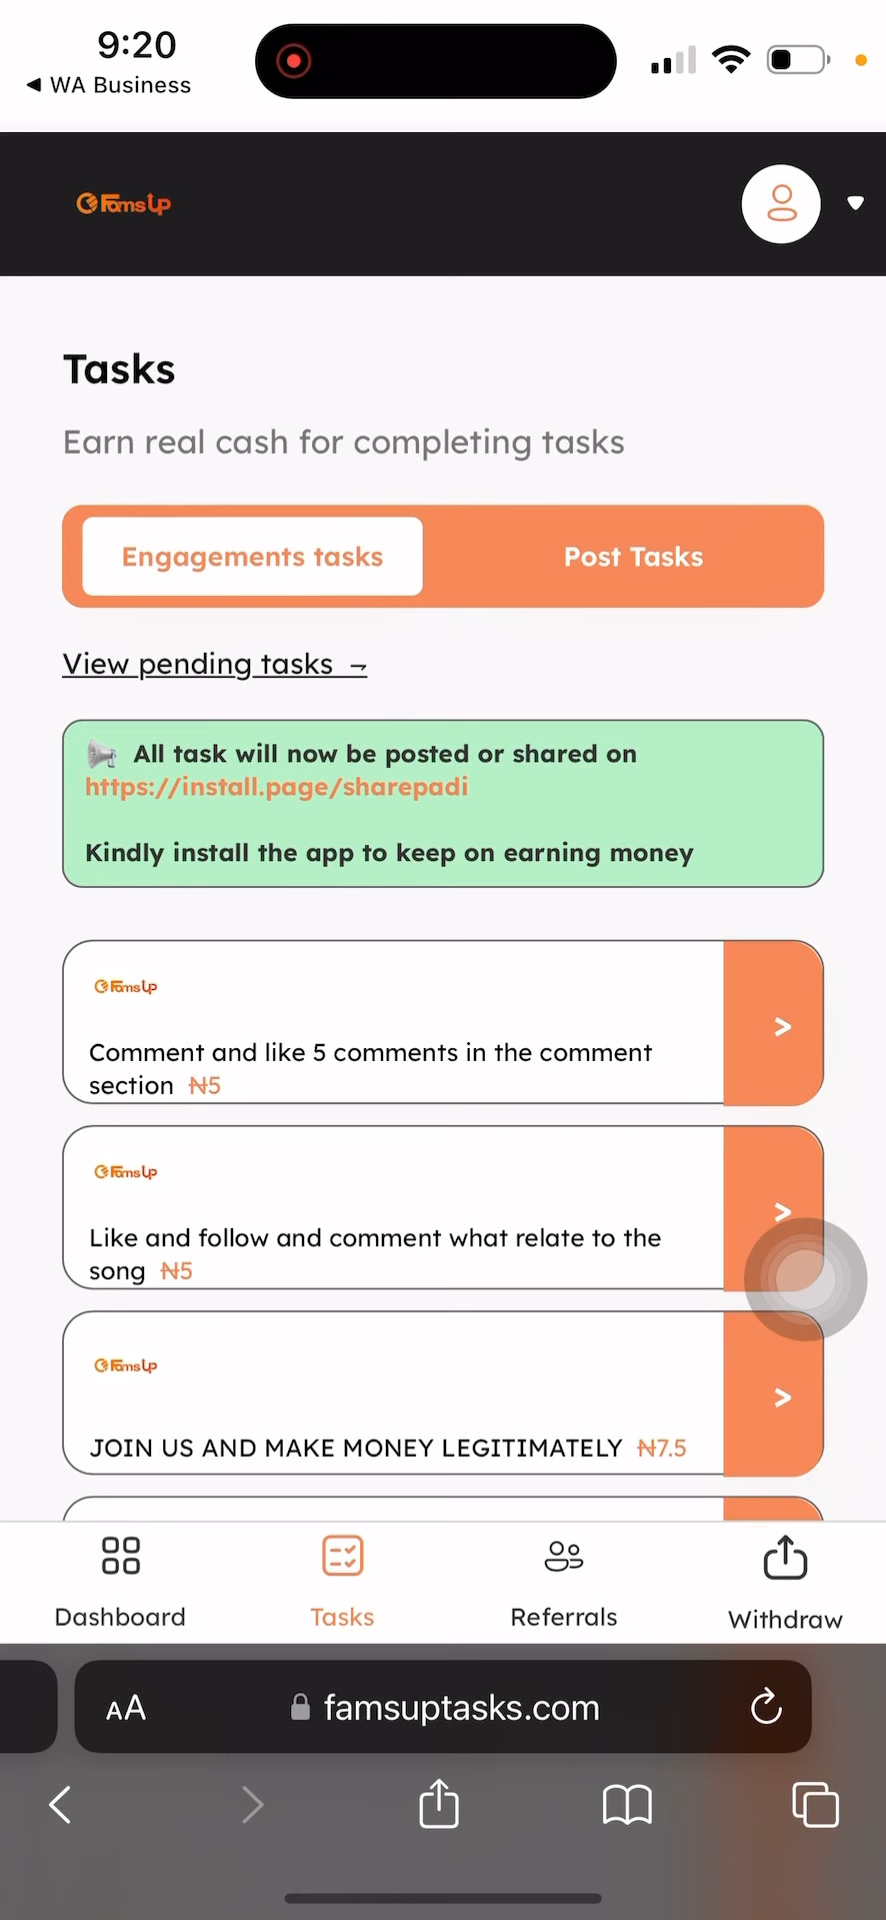 9:20
◀ WA Business
FamsUp
Tasks
Earn real cash for completing tasks
Engagements tasks
Post Tasks
View pending tasks →
📢 All task will now be posted or shared on
https://install.page/sharepadi
Kindly install the app to keep on earning money
FamsUp
Comment and like 5 comments in the comment
section ₦5
>
FamsUp
Like and follow and comment what relate to the
song ₦5
>
FamsUp
JOIN US AND MAKE MONEY LEGITIMATELY ₦7.5
>
Dashboard
Tasks
Referrals
Withdraw
AA
famsuptasks.com